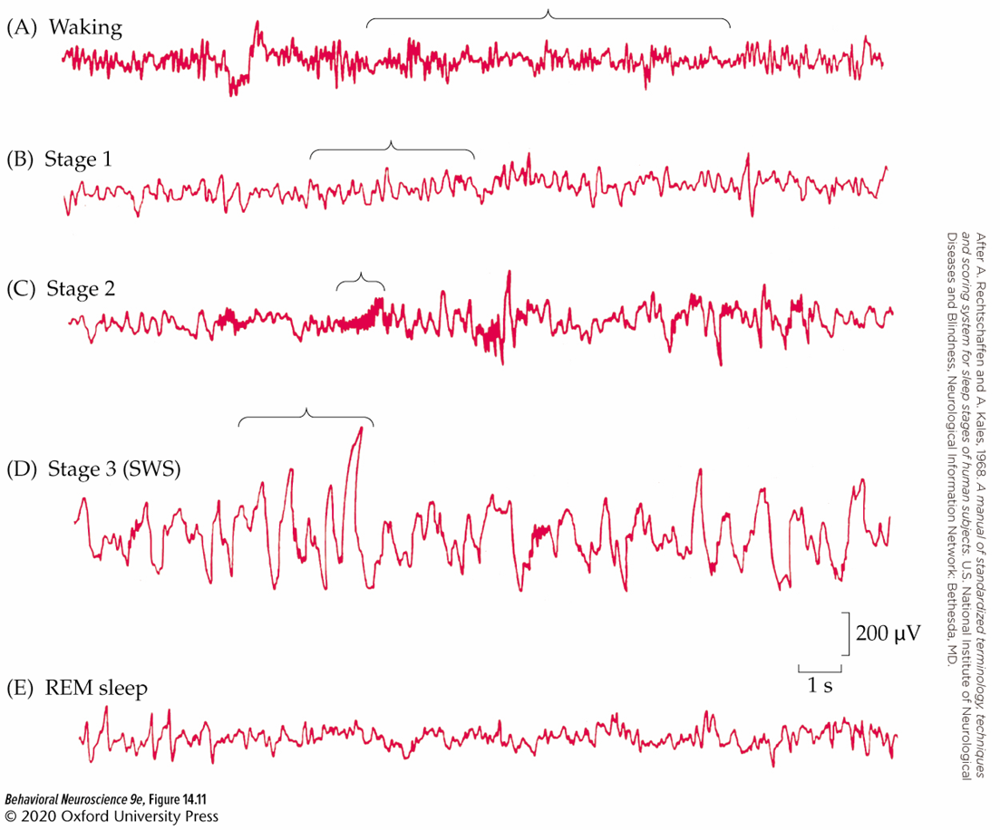 (A) Waking
(B) Stage 1
(C) Stage 2
(D) Stage 3 (SWS)
200 μV
1 s
(E) REM sleep
After A. Rechtschaffen and A. Kales, 1968. A manual of standardized terminology, techniques
and scoring system for sleep stages of human subjects. U.S. National Institute of Neurological
Diseases and Blindness, Neurological Information Network: Bethesda, MD.
Behavioral Neuroscience 9e, Figure 14.11
© 2020 Oxford University Press